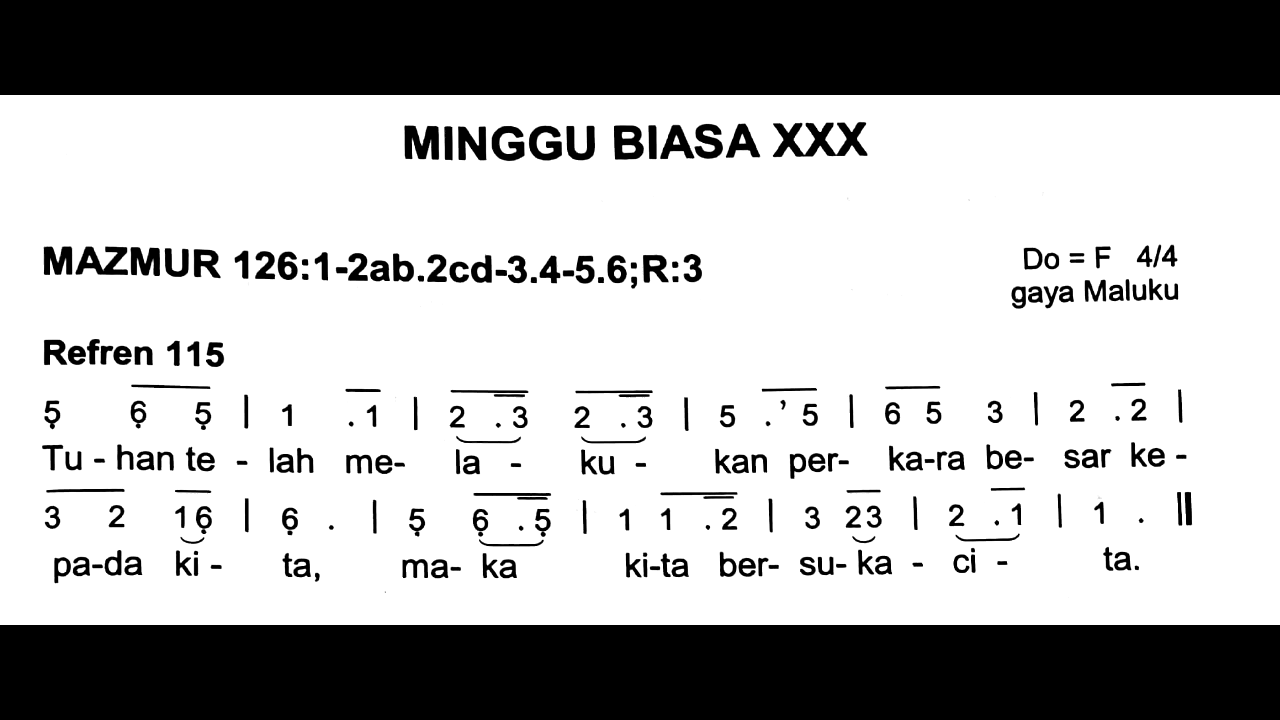 MINGGU BIASA XXX
MAZMUR 126:1-2ab.2cd-3.4-5.6;R:3
Do = F 4/4
gaya Maluku
Refren 115
5̣ 6̣ 5̣ | 1 .1 | 2 .3 2 .3 | 5 .’ 5 | 6 5 3 | 2 .2 |
Tu - han te - lah me- la - ku - kan per- ka-ra be- sar ke -
3 2 16̣ | 6̣ . | 5̣ 6̣ .5̣ | 1 1 .2 | 3 23 | 2 .1 | 1 . ||
pa-da ki - ta, ma- ka ki-ta ber- su- ka - ci - ta.